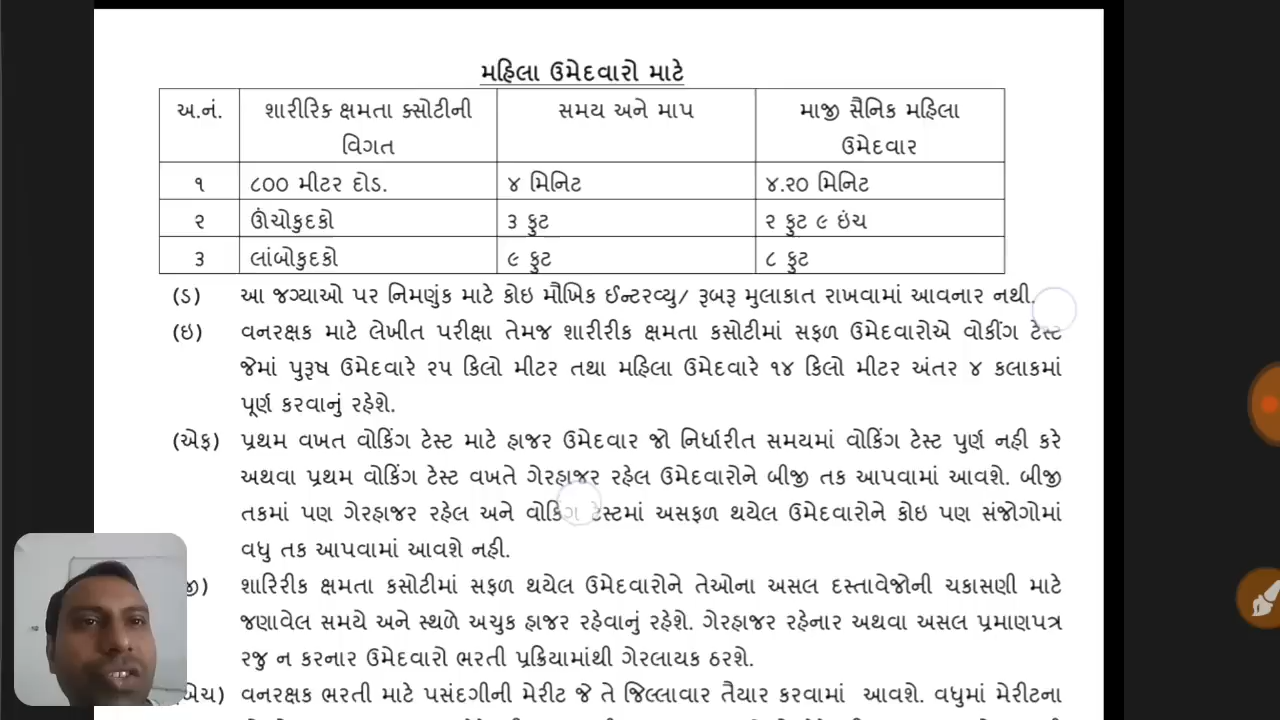 મહિલા ઉમેદવારો માટે
અ.નં. શારીરિક ક્ષમતા ક્સોટીની વિગત સમય અને માપ માજી સૈનિક મહિલા ઉમેદવાર
૧ ૮૦૦ મીટર દોડ. ૪ મિનિટ ૪.૨૦ મિનિટ
૨ ઊંચોકુદકો ૩ ફુટ ૨ ફુટ ૯ ઇંચ
૩ લાંબોકુદકો ૯ ફુટ ૮ ફુટ
(ડ) આ જગ્યાઓ પર નિમણુંક માટે કોઇ મૌખિક ઈન્ટરવ્યુ/ રૂબરૂ મુલાકાત રાખવામાં આવનાર નથી.
(ઇ) વનરક્ષક માટે લેખીત પરીક્ષા તેમજ શારીરીક ક્ષમતા કસોટીમાં સફળ ઉમેદવારોએ વોકીંગ ટેસ્ટ
જેમાં પુરૂષ ઉમેદવારે ૨૫ કિલો મીટર તથા મહિલા ઉમેદવારે ૧૪ કિલો મીટર અંતર ૪ કલાકમાં
પૂર્ણ કરવાનું રહેશે.
(એફ) પ્રથમ વખત વોકિંગ ટેસ્ટ માટે હાજર ઉમેદવાર જો નિર્ધારીત સમયમાં વોકિંગ ટેસ્ટ પુર્ણ નહી કરે
અથવા પ્રથમ વોકિંગ ટેસ્ટ વખતે ગેરહાજર રહેલ ઉમેદવારોને બીજી તક આપવામાં આવશે. બીજી
તકમાં પણ ગેરહાજર રહેલ અને વોકિંગ ટેસ્ટમાં અસફળ થયેલ ઉમેદવારોને કોઇ પણ સંજોગોમાં
વધુ તક આપવામાં આવશે નહી.
જી) શારિરીક ક્ષમતા કસોટીમાં સફળ થયેલ ઉમેદવારોને તેઓના અસલ દસ્તાવેજોની ચકાસણી માટે
જણાવેલ સમયે અને સ્થળે અચુક હાજર રહેવાનું રહેશે. ગેરહાજર રહેનાર અથવા અસલ પ્રમાણપત્ર
રજુ ન કરનાર ઉમેદવારો ભરતી પ્રક્રિયામાંથી ગેરલાયક ઠરશે.
એચ) વનરક્ષક ભરતી માટે પસંદગીની મેરીટ જે તે જિલ્લાવાર તૈયાર કરવામાં આવશે. વધુમાં મેરીટના